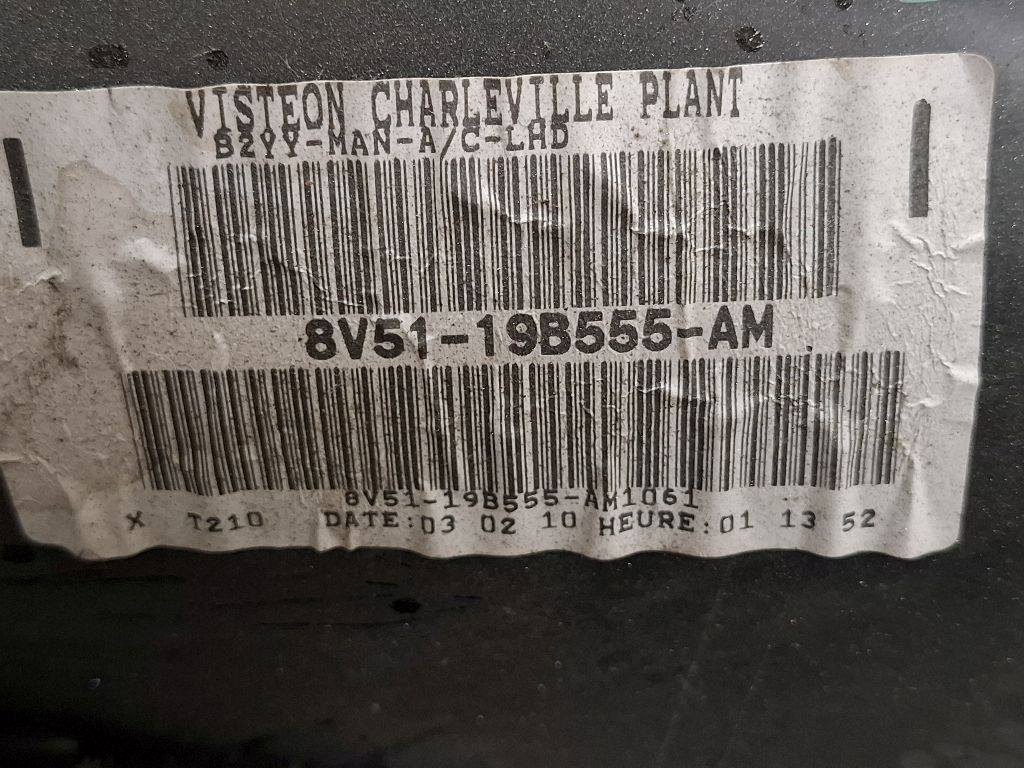 VISTEON CHARLEVILLE PLANT
B2YY-MAN-A/C-LHD
8V51-19B555-AM
8V51-19B555-AM1061
X T210 DATE:03 02 10 HEURE:01 13 52